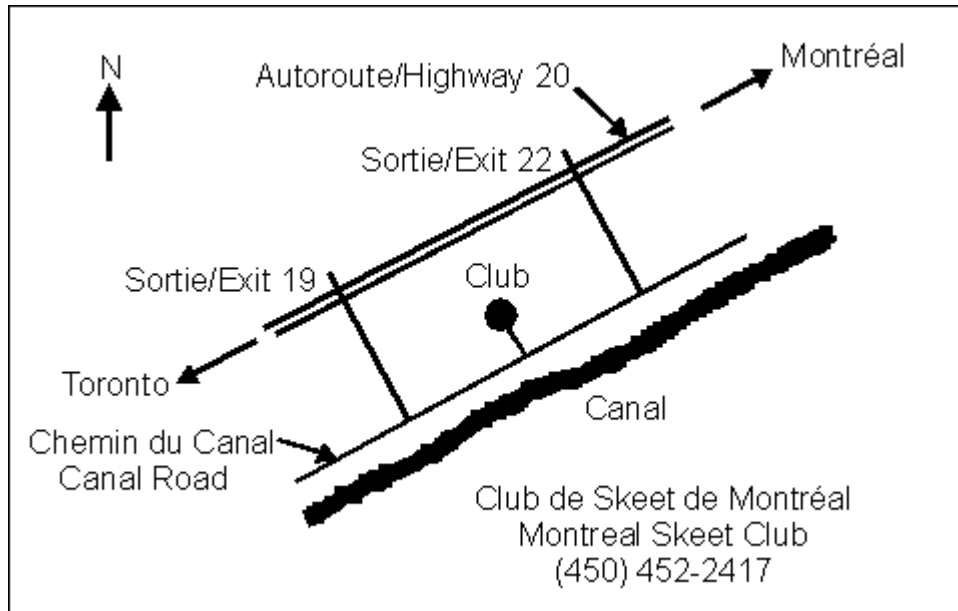 N
Montréal
Autoroute/Highway 20
Sortie/Exit 22
Sortie/Exit 19
Club
Toronto
Canal
Chemin du Canal
Canal Road
Club de Skeet de Montréal
Montreal Skeet Club
(450) 452-2417